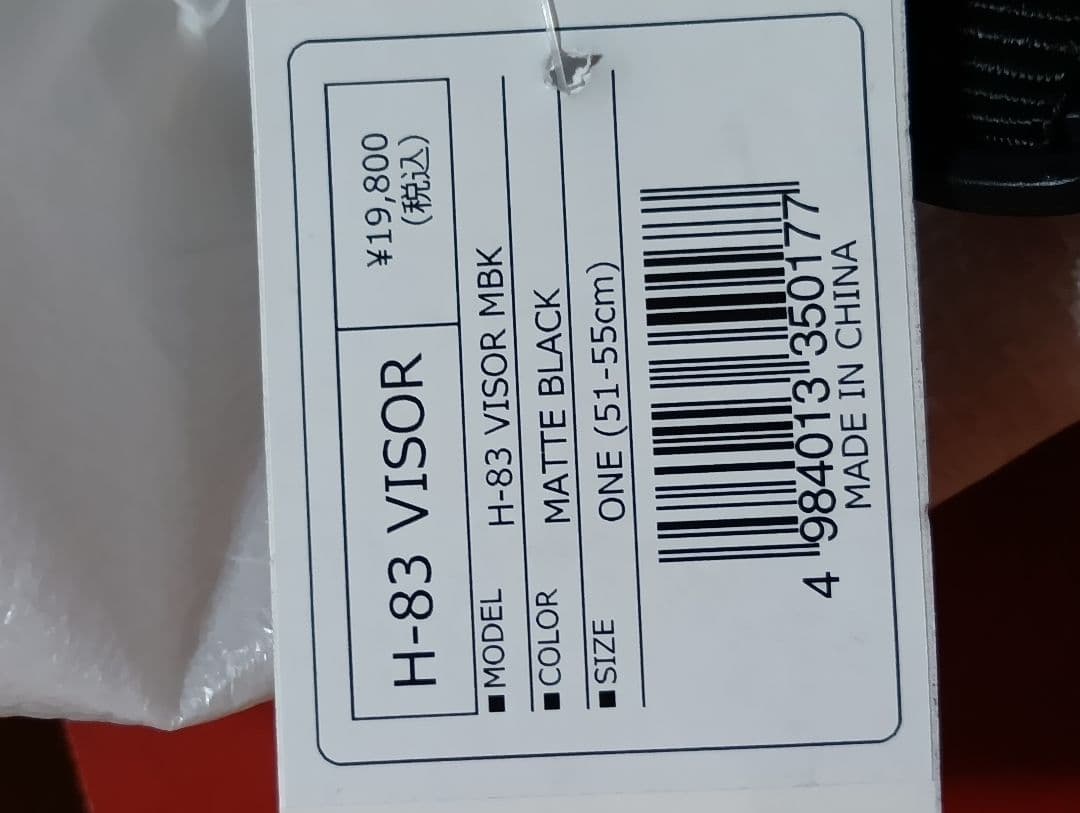 H-83 VISOR
¥19,800
(税込)
■MODEL H-83 VISOR MBK
■COLOR MATTE BLACK
■SIZE ONE (51-55cm)
4 984013 350177
MADE IN CHINA